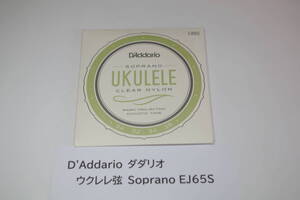 D'Addario
SOPRANO
UKULELE
CLEAR NYLON
D'Addario ダダリオ
ウクレレ弦 Soprano EJ65S